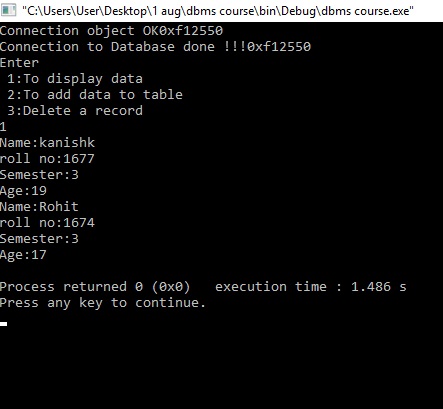 "C:\Users\User\Desktop\1 aug\dbms course\bin\Debug\dbms course.exe"
Connection object OK0xf12550
Connection to Database done !!!0xf12550
Enter
 1:To display data
 2:To add data to table
 3:Delete a record
1
Name:kanishk
roll no:1677
Semester:3
Age:19
Name:Rohit
roll no:1674
Semester:3
Age:17
Process returned 0 (0x0)   execution time : 1.486 s
Press any key to continue.